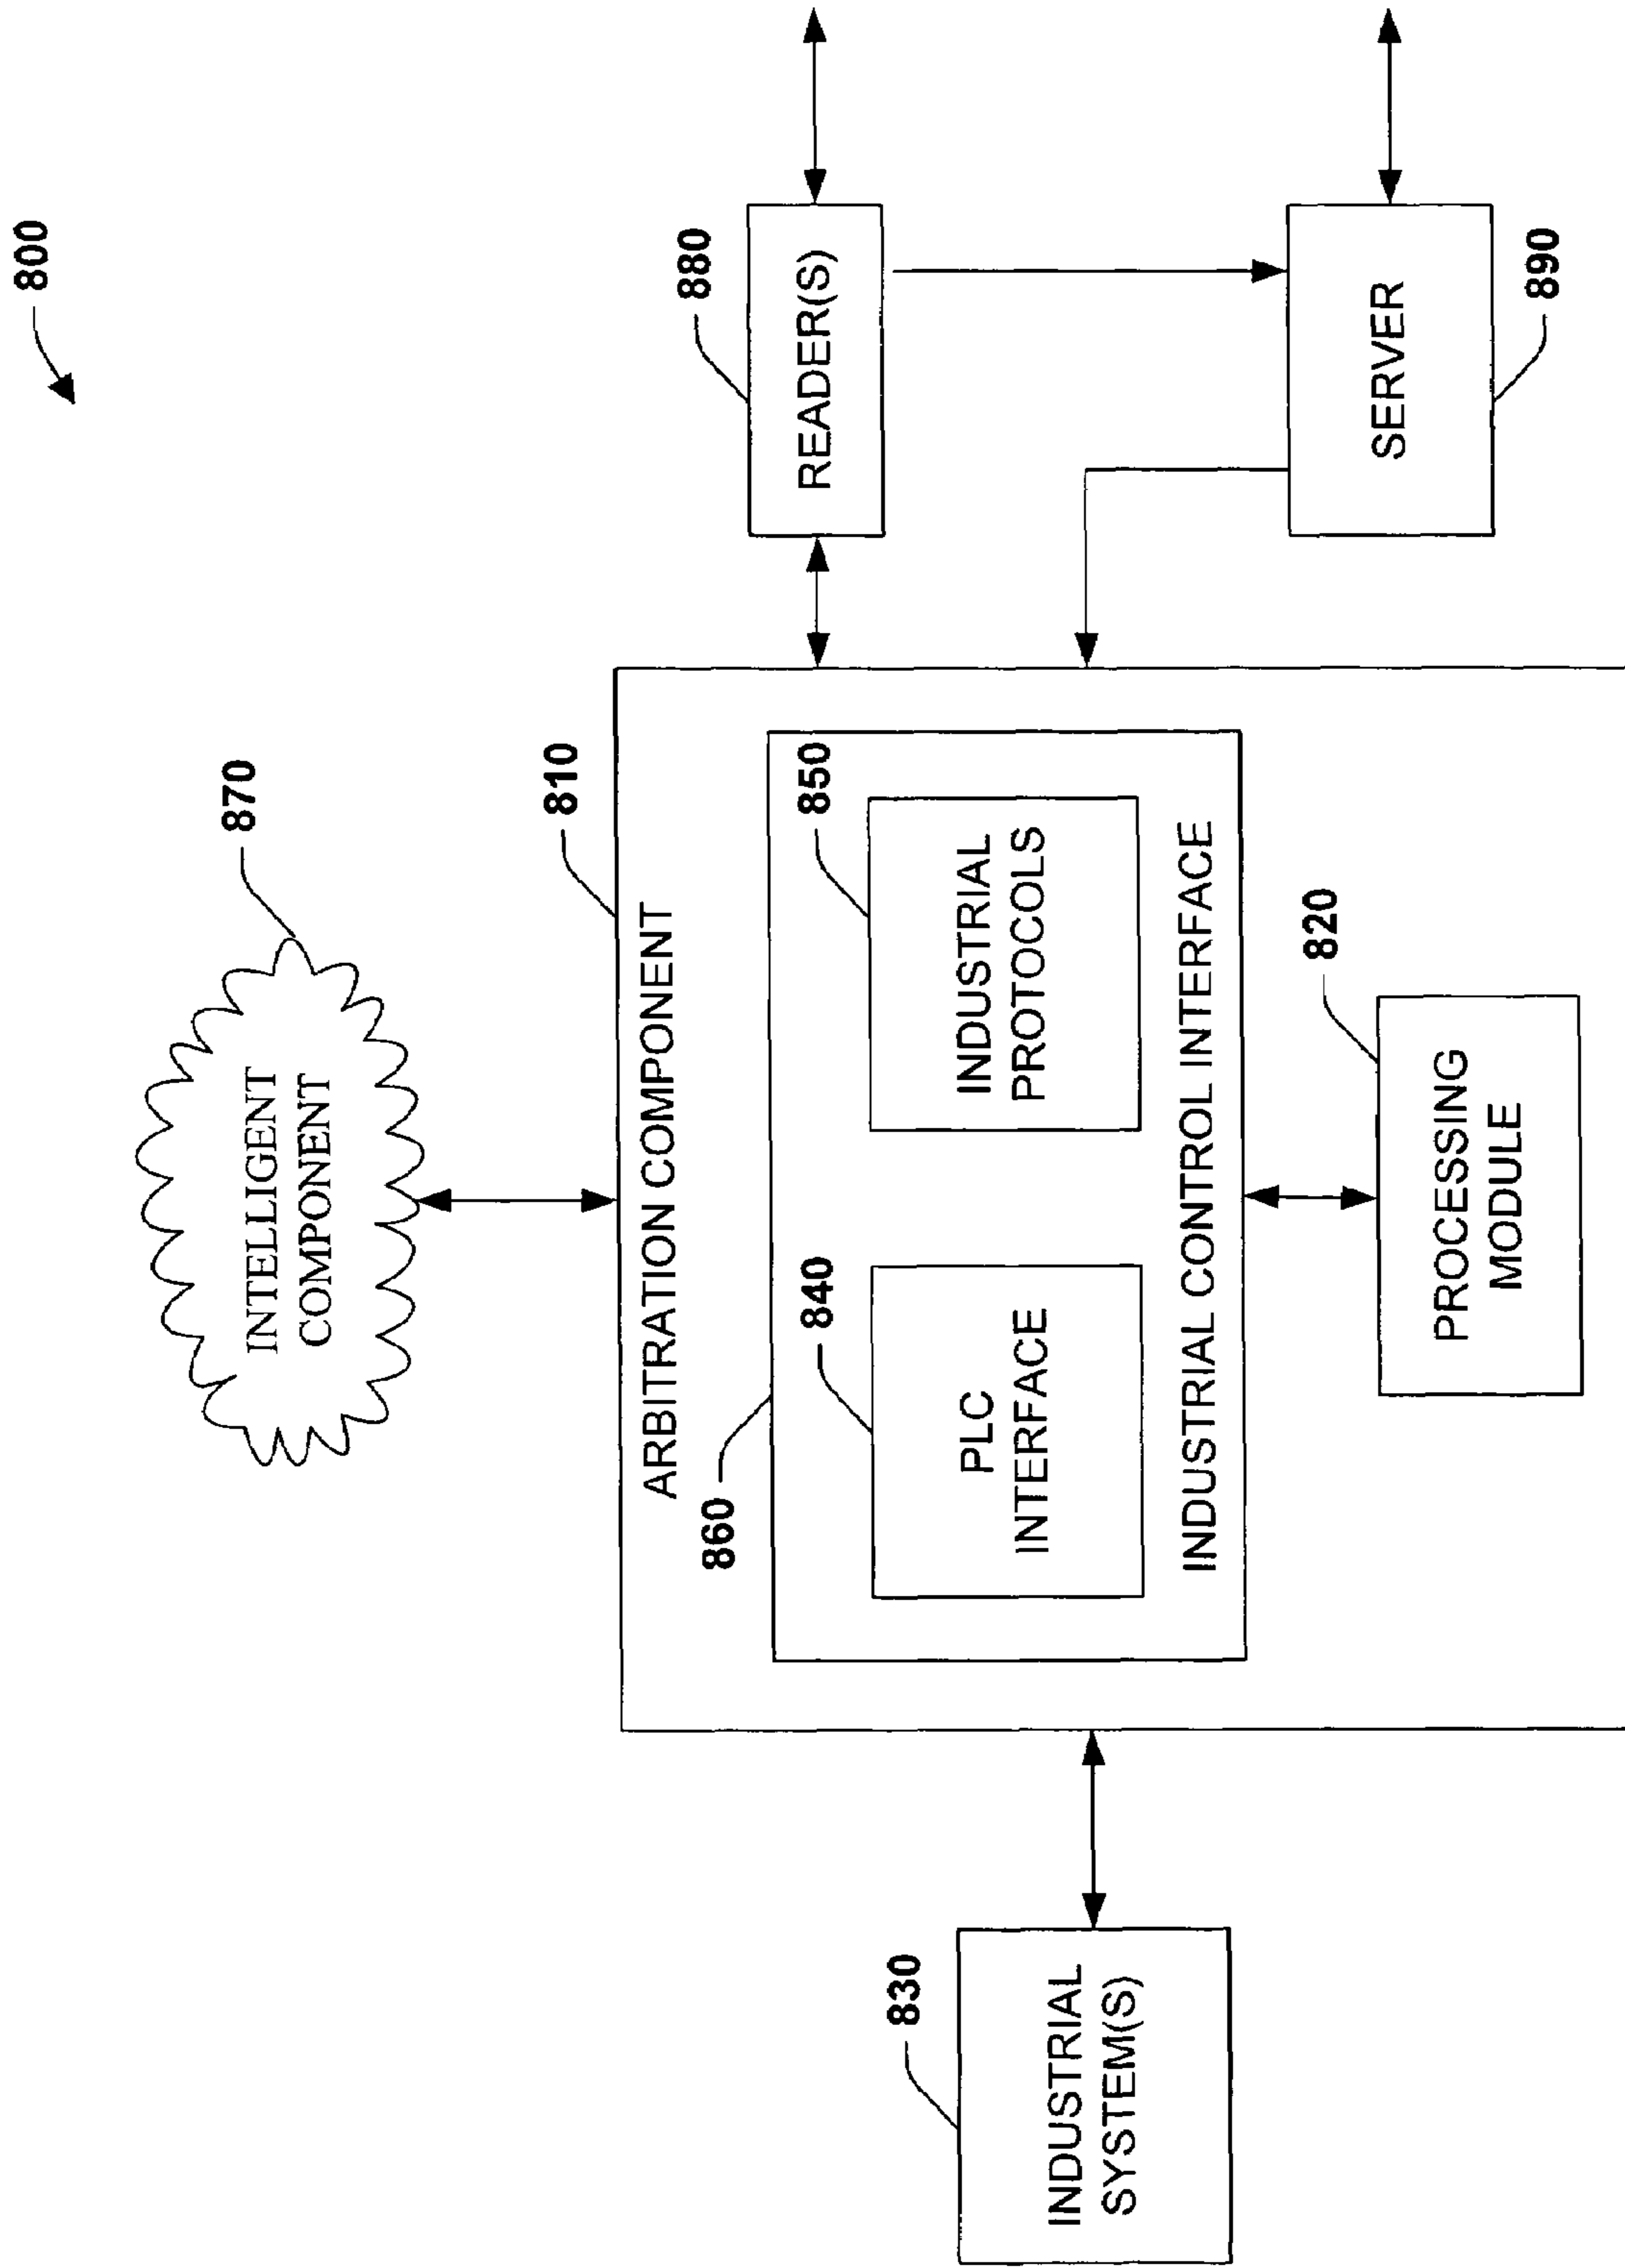 800
870
INTELLIGENT
COMPONENT
810
ARBITRATION COMPONENT
860
840
PLC
INTERFACE
850
INDUSTRIAL
PROTOCOLS
INDUSTRIAL CONTROL INTERFACE
820
PROCESSING
MODULE
830
INDUSTRIAL
SYSTEM(S)
880
READER(S)
SERVER
890